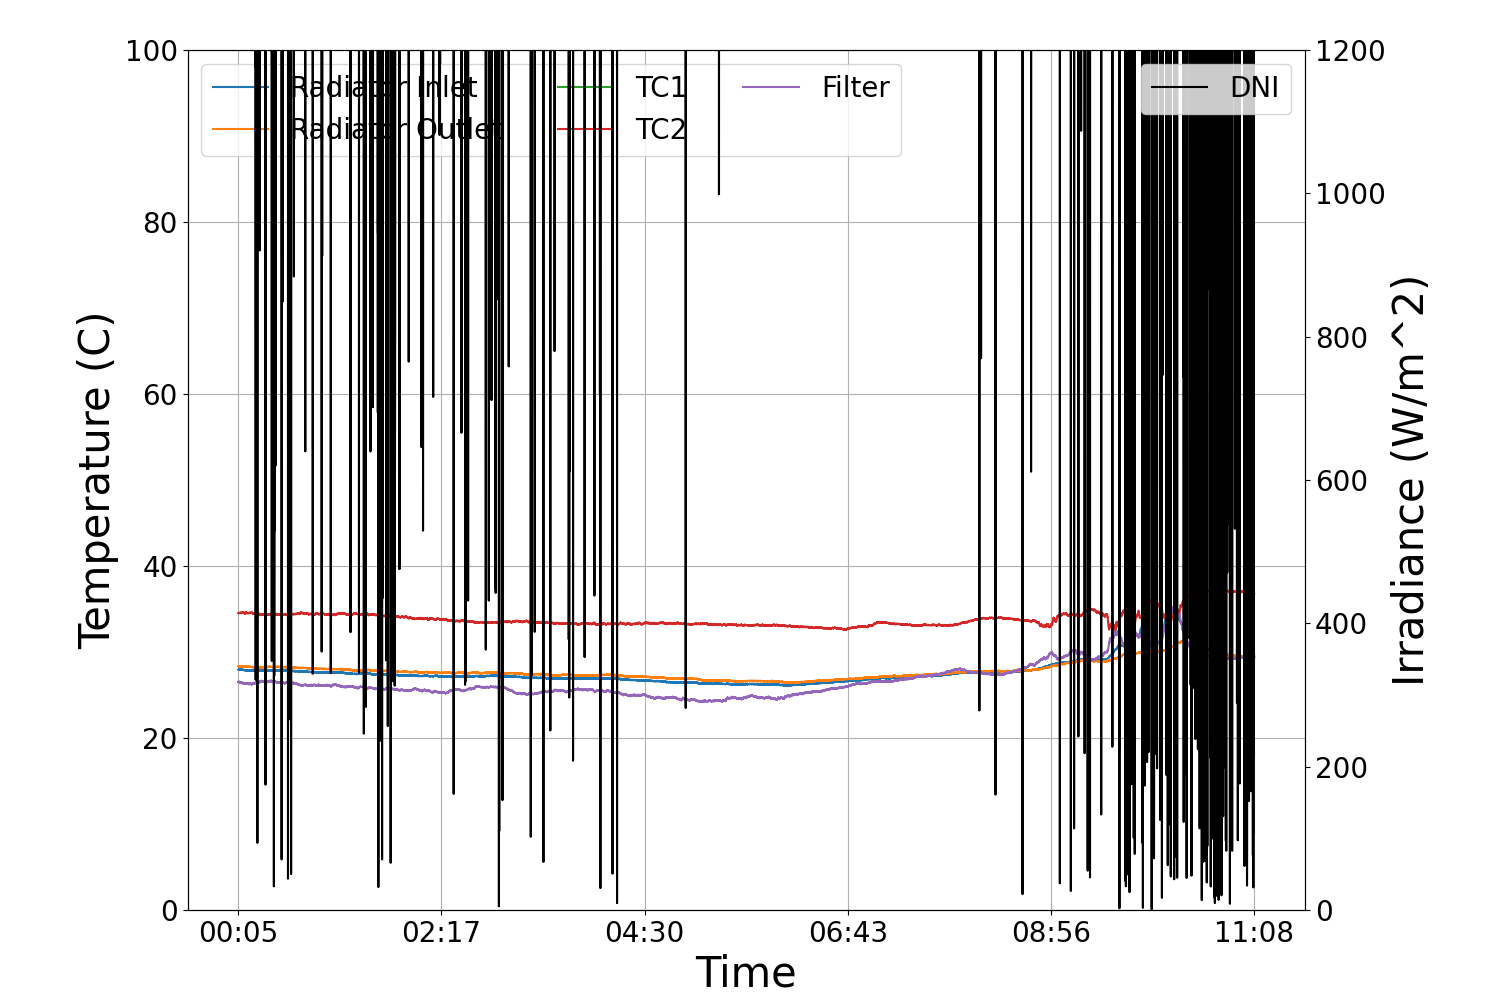 100
80
60
40
20
0
Temperature (C)
Radiator Inlet
Radiator Outlet
TC1
TC2
Filter
DNI
1200
1000
800
600
400
200
0
Irradiance (W/m^2)
00:05
02:17
04:30
06:43
08:56
11:08
Time